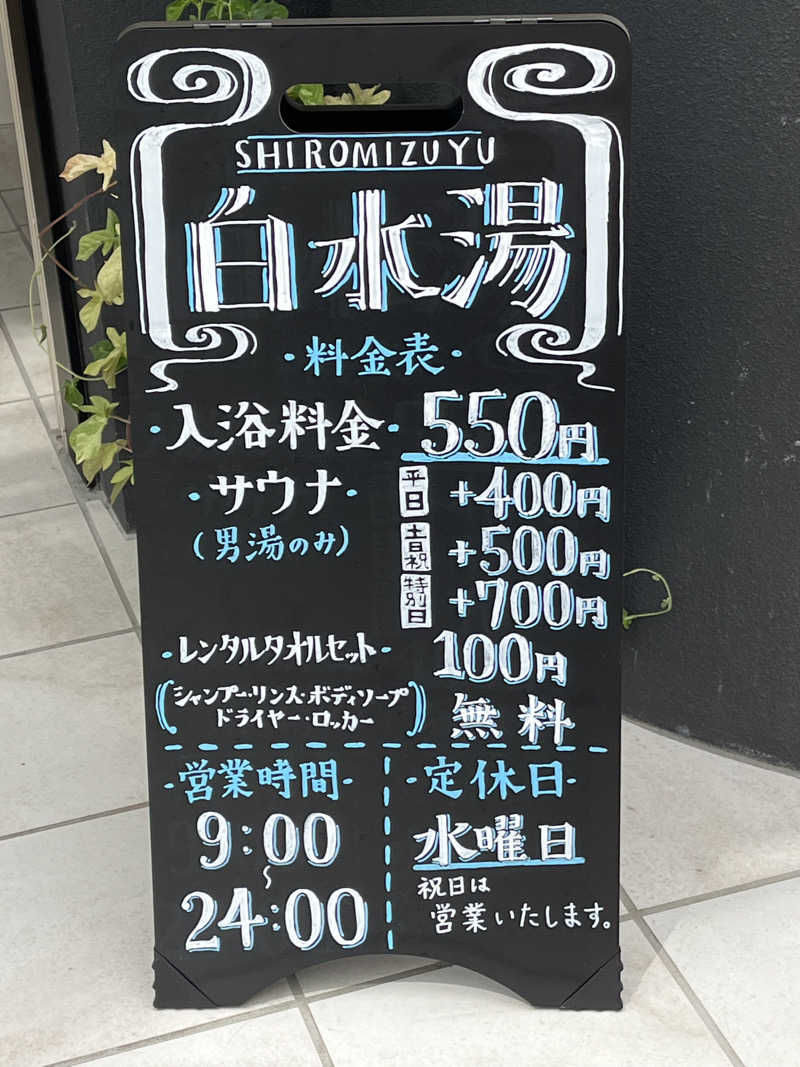 SHIROMIZUYU
白水湯
・料金表・
・入浴料金・ 550円
・サウナ・ 平日 +400円
(男湯のみ) 土日祝 +500円
特別日 +700円
・レンタルタオルセット・ 100円
(シャンプー・リンス・ボディソープ
ドライヤー・ロッカー) 無料
・営業時間・
9:00
〜
24:00
・定休日・
水曜日
祝日は
営業いたします。